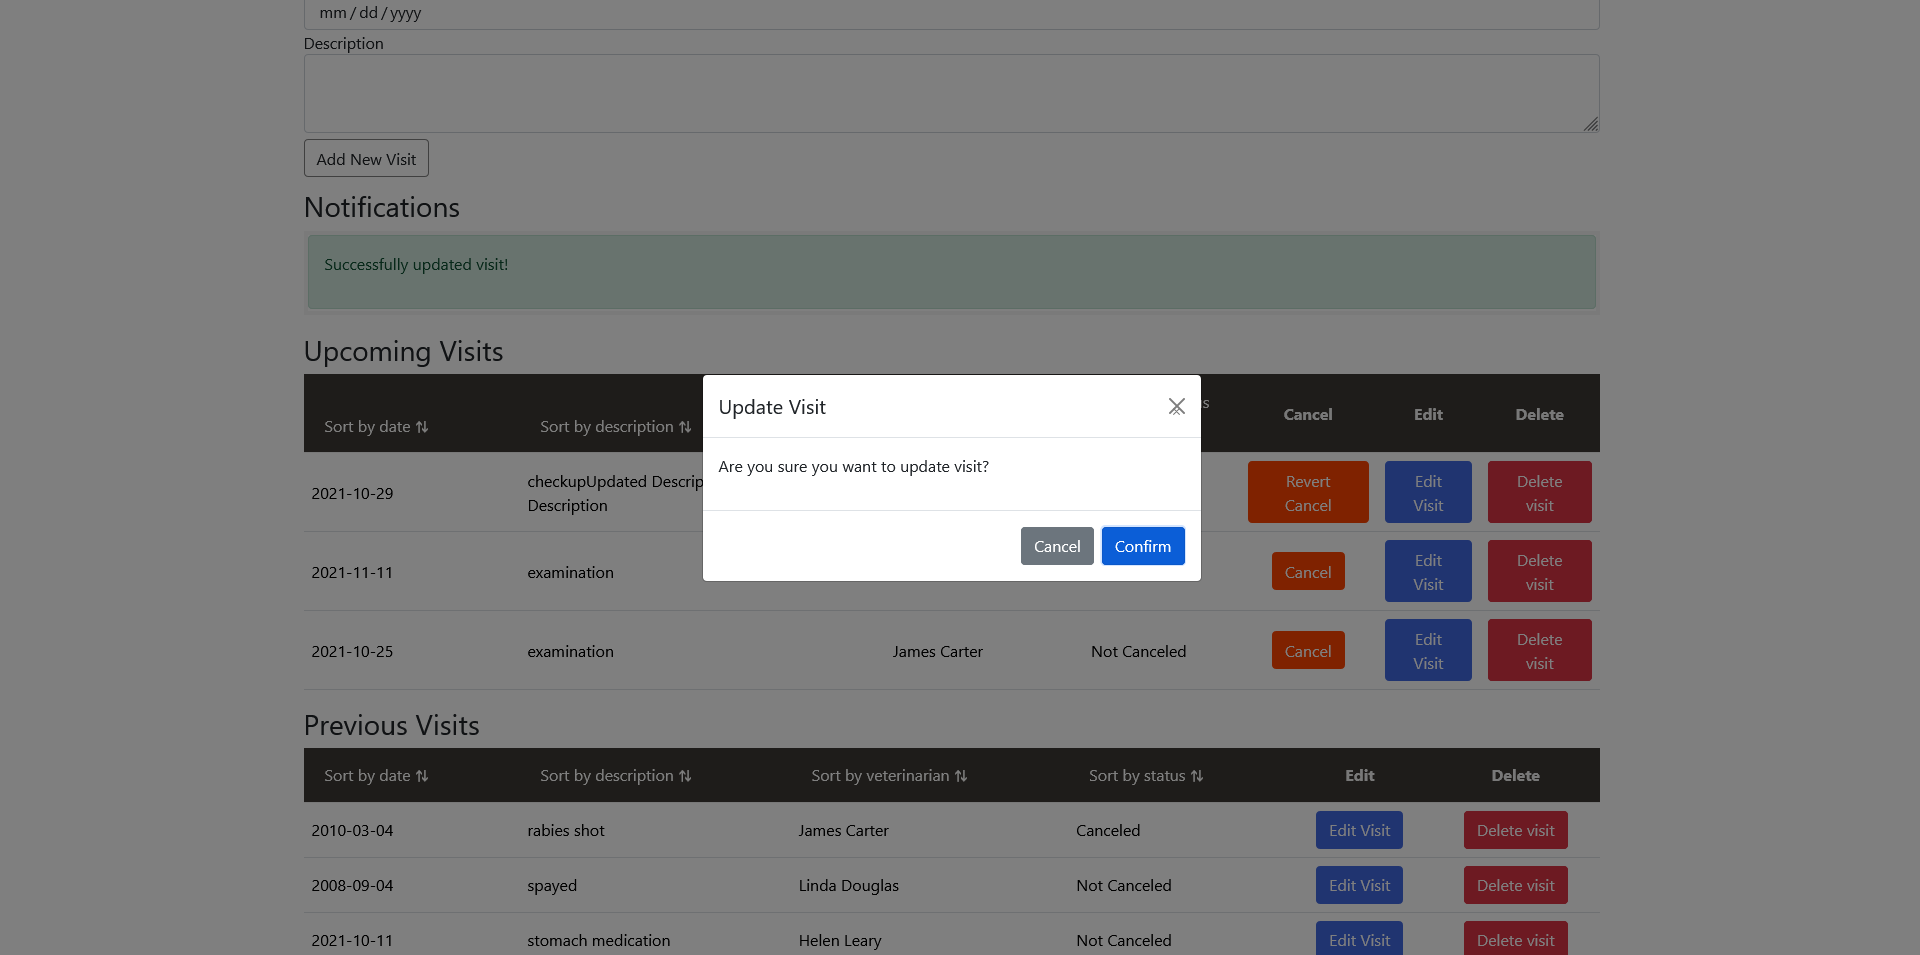 mm / dd / yyyy
Description
Add New Visit
Notifications
Successfully updated visit!
Upcoming Visits
Sort by date ⇅ Sort by description ⇅ Cancel Edit Delete
2021-10-29 checkupUpdated Descrip
Description Revert
Cancel Edit
Visit Delete
visit
2021-11-11 examination Cancel Edit
Visit Delete
visit
2021-10-25 examination James Carter Not Canceled Cancel Edit
Visit Delete
visit
Update Visit
Are you sure you want to update visit?
Cancel Confirm
Previous Visits
Sort by date ⇅ Sort by description ⇅ Sort by veterinarian ⇅ Sort by status ⇅ Edit Delete
2010-03-04 rabies shot James Carter Canceled Edit Visit Delete visit
2008-09-04 spayed Linda Douglas Not Canceled Edit Visit Delete visit
2021-10-11 stomach medication Helen Leary Not Canceled Edit Visit Delete visit